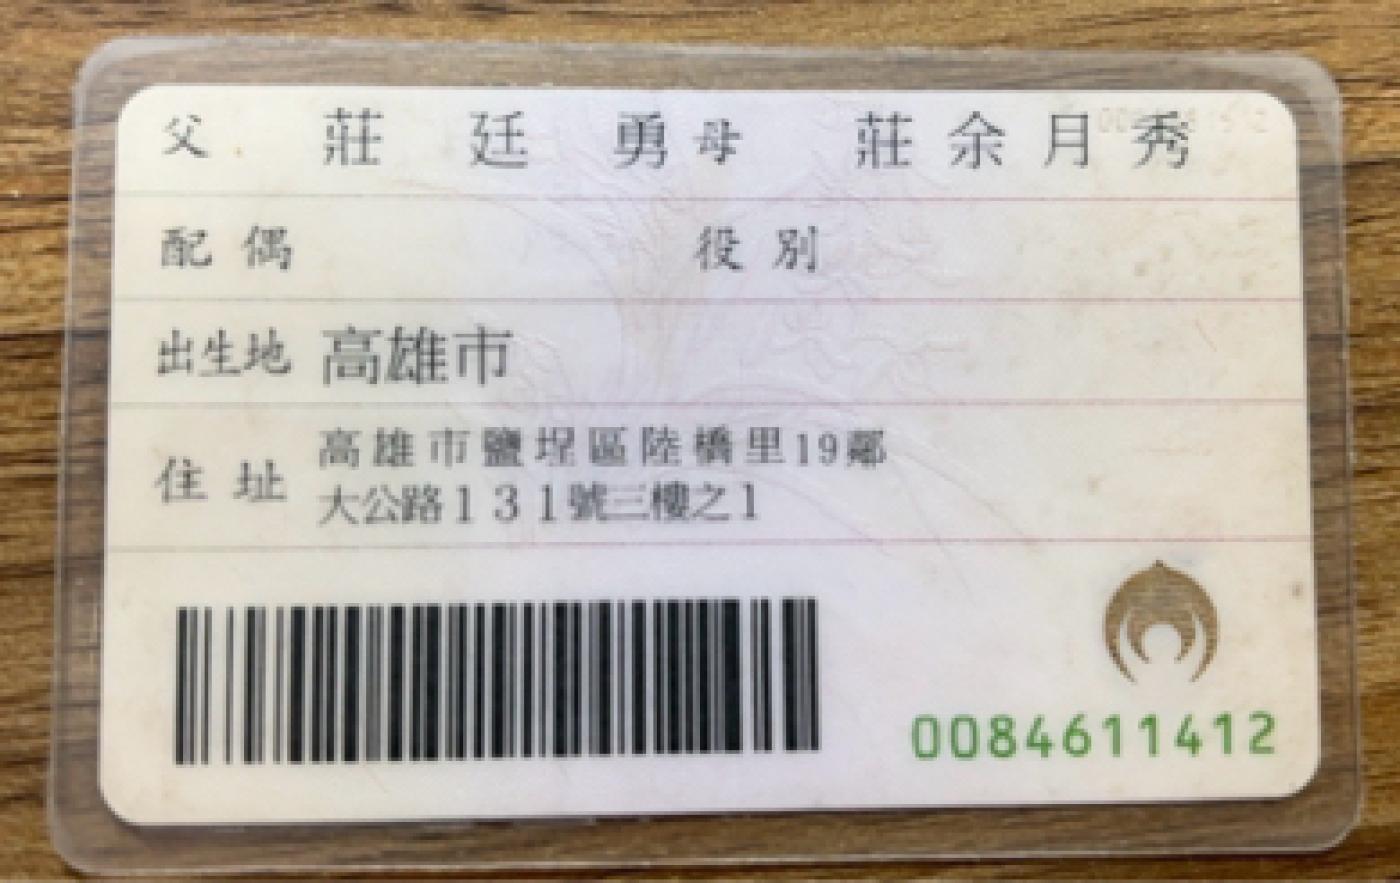 父 莊廷勇 母 莊余月秀
配偶 役別
出生地 高雄市
住址 高雄市鹽埕區陸橋里19鄰
大公路131號三樓之1
0084611412